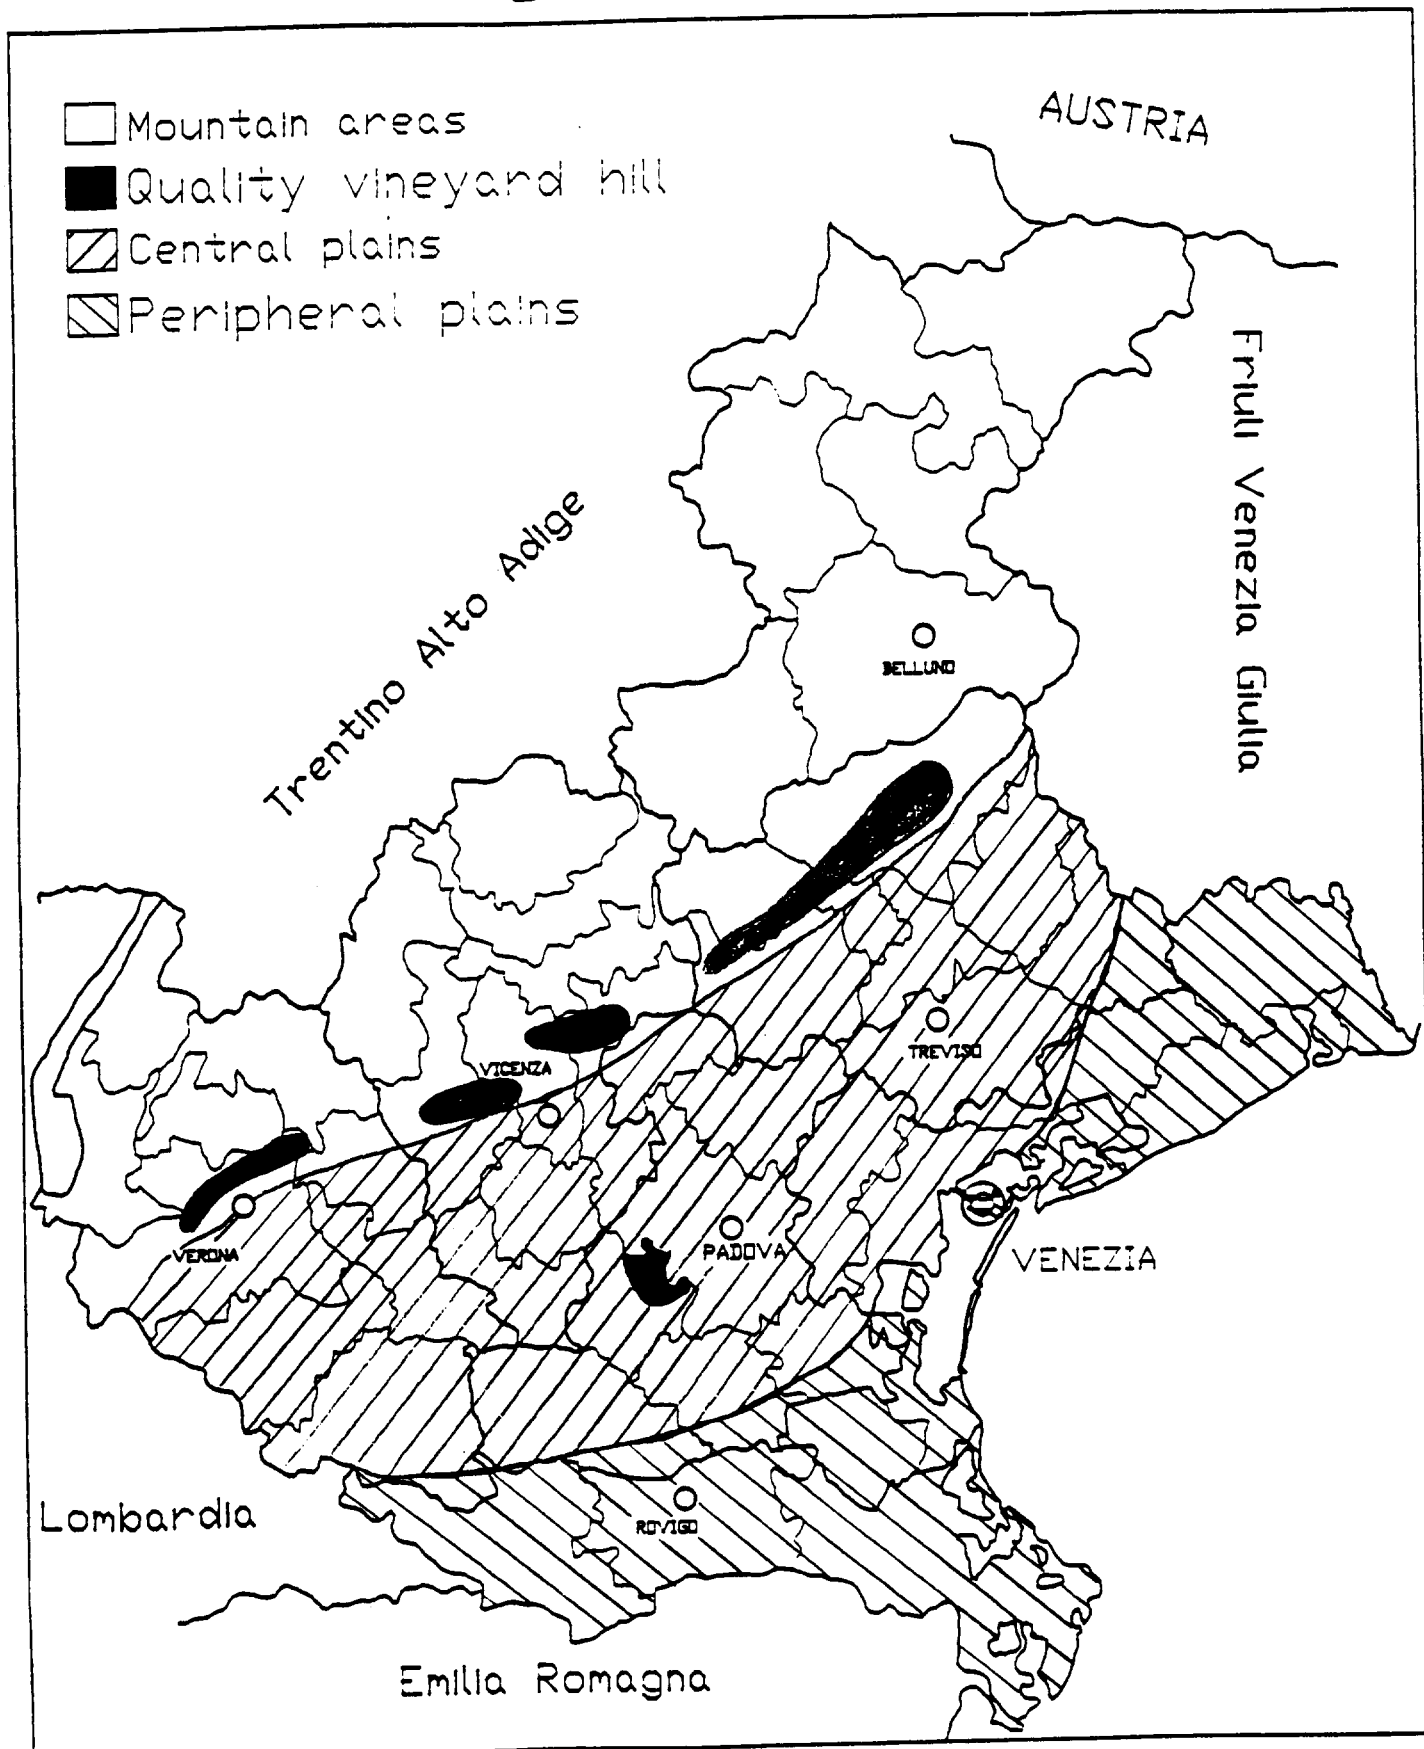 Mountain areas
Quality vineyard hill
Central plains
Peripheral plains
AUSTRIA
Friuli Venezia Giulia
Trentino Alto Adige
BELLUNO
TREVISO
VICENZA
VERONA
PADOVA
VENEZIA
Lombardia
ROVIGO
Emilia Romagna